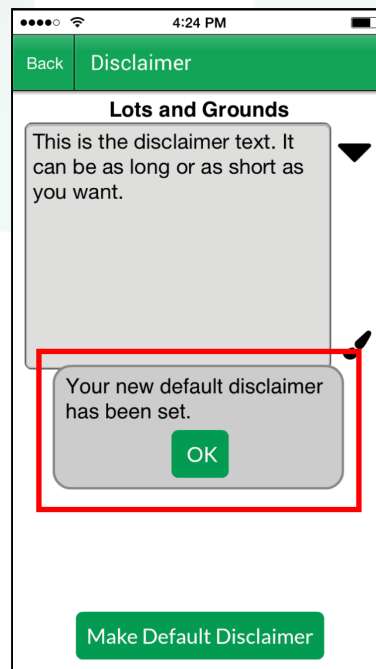 4:24 PM
Back Disclaimer
Lots and Grounds
This is the disclaimer text. It
can be as long or as short as
you want.
Your new default disclaimer
has been set.
OK
Make Default Disclaimer